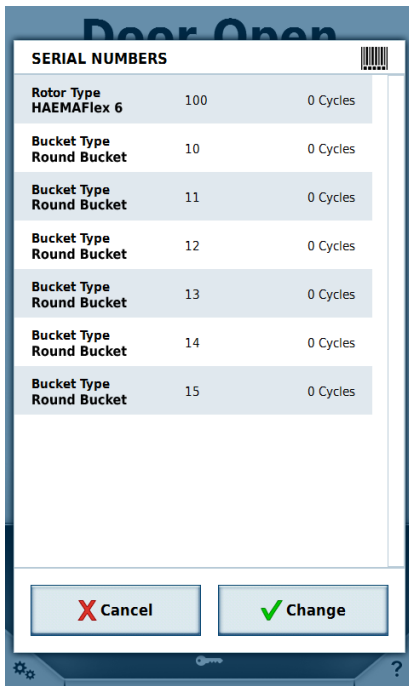 Door Open
SERIAL NUMBERS
Rotor Type
HAEMAFlex 6 100 0 Cycles
Bucket Type
Round Bucket 10 0 Cycles
Bucket Type
Round Bucket 11 0 Cycles
Bucket Type
Round Bucket 12 0 Cycles
Bucket Type
Round Bucket 13 0 Cycles
Bucket Type
Round Bucket 14 0 Cycles
Bucket Type
Round Bucket 15 0 Cycles
Cancel Change
?